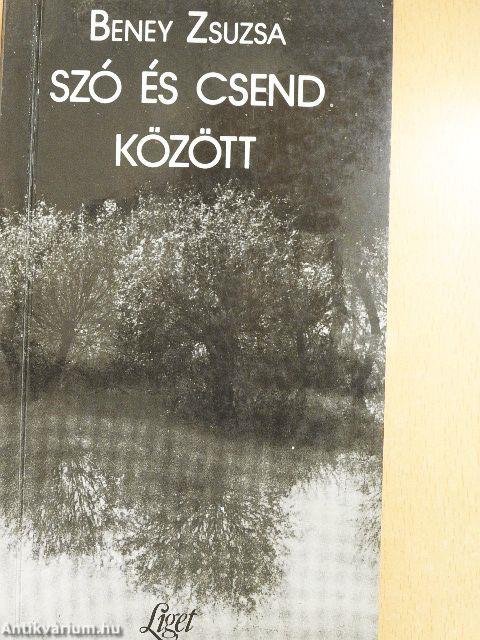 BENEY ZSUZSA
SZÓ ÉS CSEND
KÖZÖTT
Liget
Antikvarium.hu